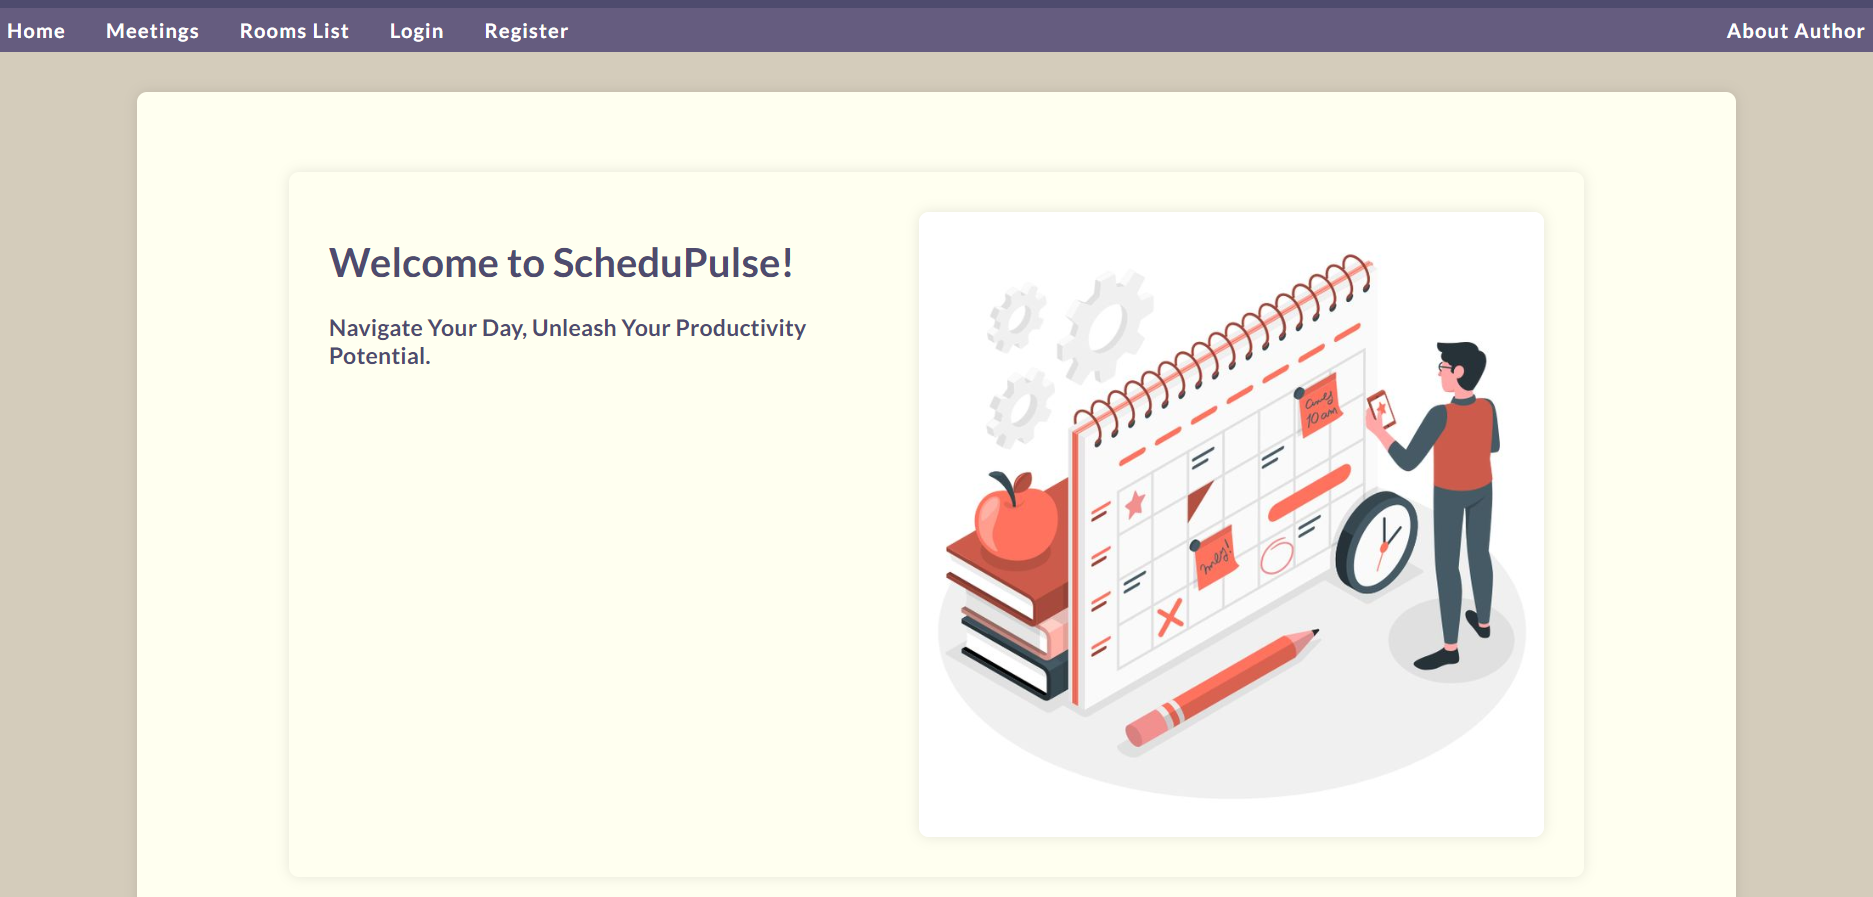 Home Meetings Rooms List Login Register About Author
Welcome to ScheduPulse!
Navigate Your Day, Unleash Your Productivity
Potential.
10 am